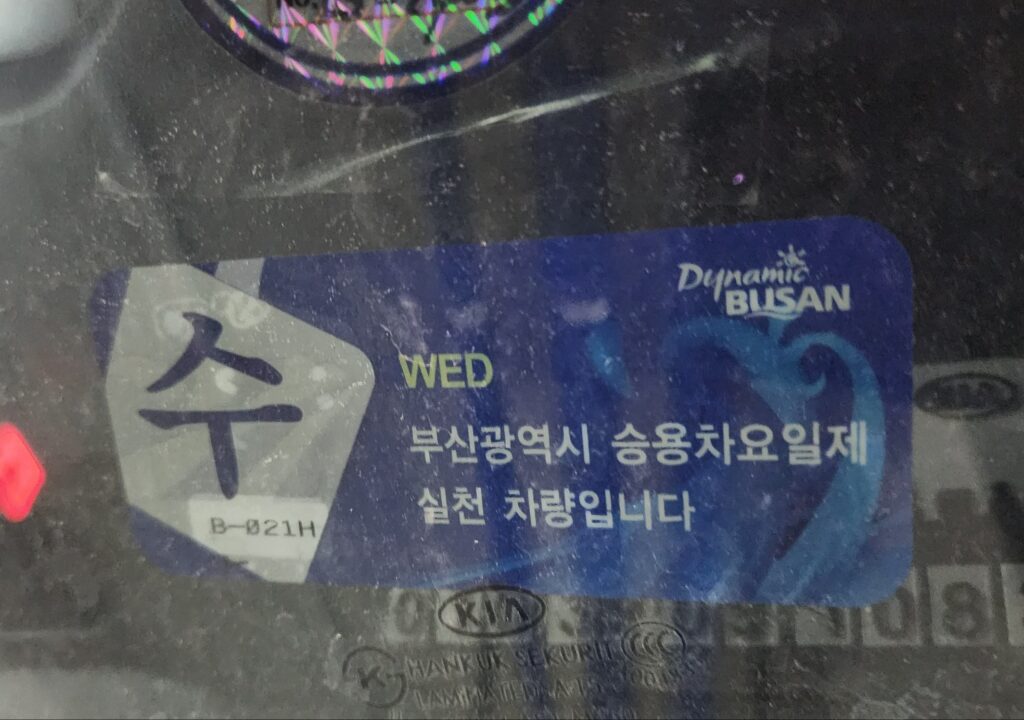 Dynamic
BUSAN
수
WED
부산광역시 승용차요일제
실천 차량입니다
B-021H
KIA
HANKUK SEKURIT
LAMINATED